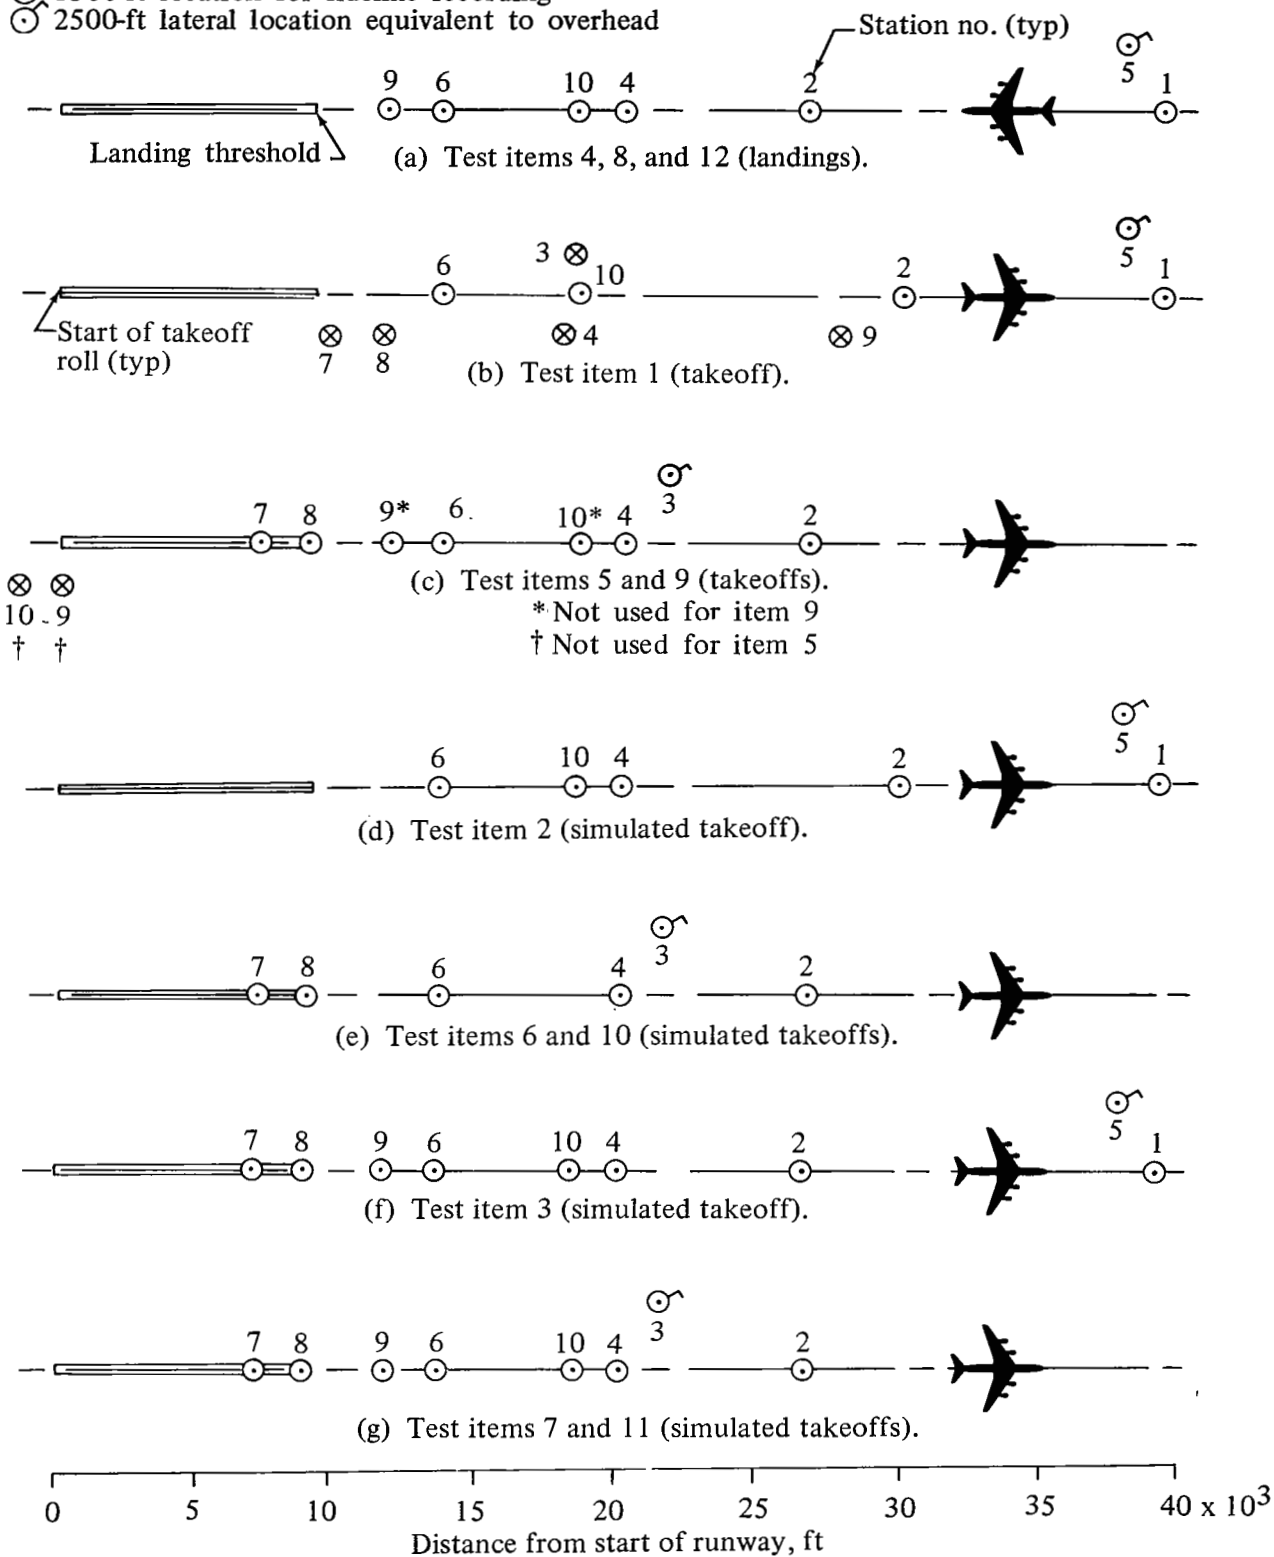 2500-ft lateral location equivalent to overhead
Station no. (typ)
9 6 10 4 2 5 1
Landing threshold
(a) Test items 4, 8, and 12 (landings).
6 3 10 2 5 1
Start of takeoff
roll (typ)
7 8 4 9
(b) Test item 1 (takeoff).
7 8 9* 6 10* 4 3 2
(c) Test items 5 and 9 (takeoffs).
10 9
* Not used for item 9
† †
† Not used for item 5
6 10 4 2 5 1
(d) Test item 2 (simulated takeoff).
7 8 6 4 3 2
(e) Test items 6 and 10 (simulated takeoffs).
7 8 9 6 10 4 2 5 1
(f) Test item 3 (simulated takeoff).
7 8 9 6 10 4 3 2
(g) Test items 7 and 11 (simulated takeoffs).
0 5 10 15 20 25 30 35 40 x 10³
Distance from start of runway, ft